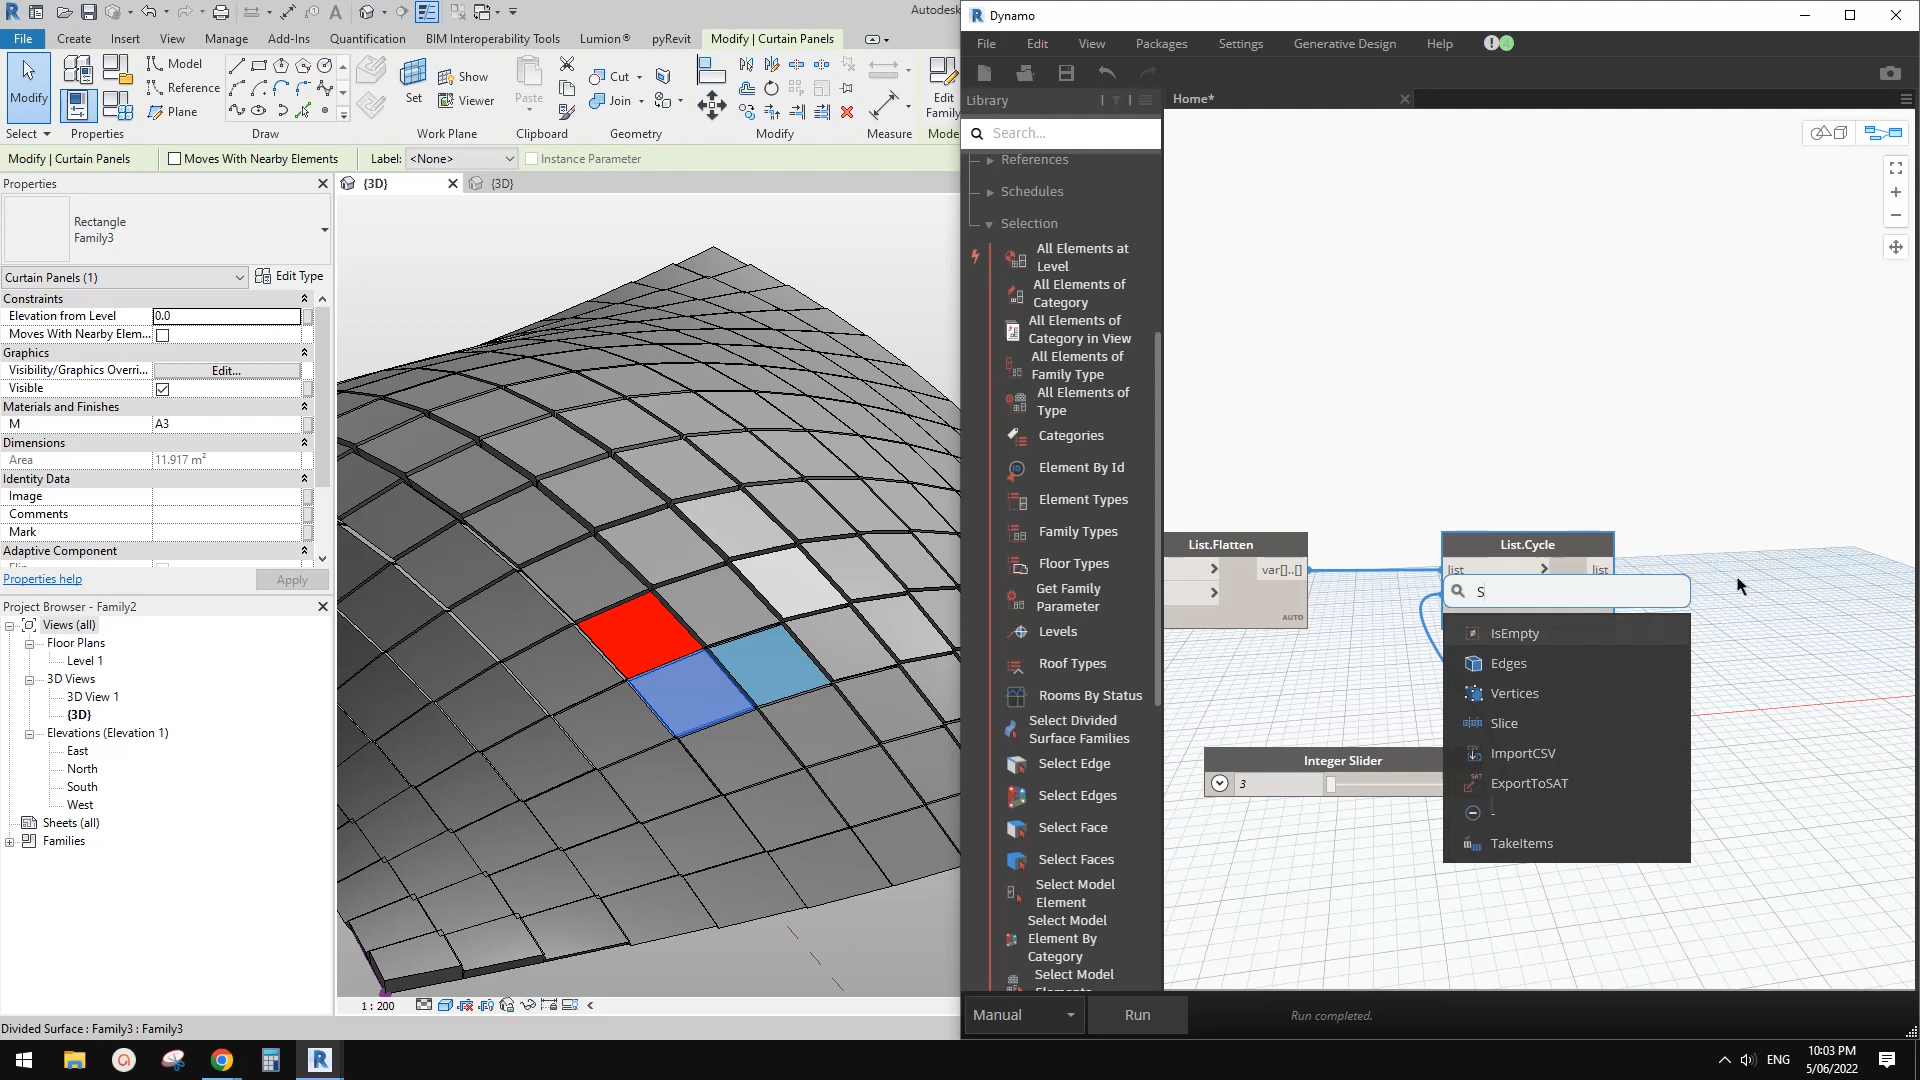 Autodesk
File
Create
Insert
View
Manage
Add-Ins
Quantification
BIM Interoperability Tools
Lumion®
pyRevit
Modify | Curtain Panels
Modify
Select
Properties
Model
Reference
Plane
Draw
Set
Show
Viewer
Work Plane
Paste
Clipboard
Cut
Join
Geometry
Modify
Measure
Edit
Family
Mode
Modify | Curtain Panels
Moves With Nearby Elements
Label:
<None>
Instance Parameter
Properties
Rectangle
Family3
Curtain Panels (1)
Edit Type
Constraints
Elevation from Level
0.0
Moves With Nearby Elem...
Graphics
Visibility/Graphics Overri...
Edit...
Visible
Materials and Finishes
M
A3
Dimensions
Area
11.917 m²
Identity Data
Image
Comments
Mark
Adaptive Component
Properties help
Apply
Project Browser - Family2
Views (all)
Floor Plans
Level 1
3D Views
3D View 1
{3D}
Elevations (Elevation 1)
East
North
South
West
Sheets (all)
Families
{3D}
{3D}
1 : 200
Divided Surface : Family3 : Family3
Dynamo
File
Edit
View
Packages
Settings
Generative Design
Help
4
Library
Search...
References
Schedules
Selection
All Elements at
Level
All Elements of
Category
All Elements of
Category in View
All Elements of
Family Type
All Elements of
Type
Categories
Element By Id
Element Types
Family Types
Floor Types
Get Family
Parameter
Levels
Roof Types
Rooms By Status
Select Divided
Surface Families
Select Edge
Select Edges
Select Face
Select Faces
Select Model
Element
Select Model
Element By
Category
Select Model
Home*
List.Flatten
var[]..[]
AUTO
List.Cycle
list
list
S
IsEmpty
Edges
Vertices
Slice
ImportCSV
ExportToSAT
-
TakeItems
Integer Slider
3
Manual
Run
Run completed.
ENG
10:03 PM
5/06/2022